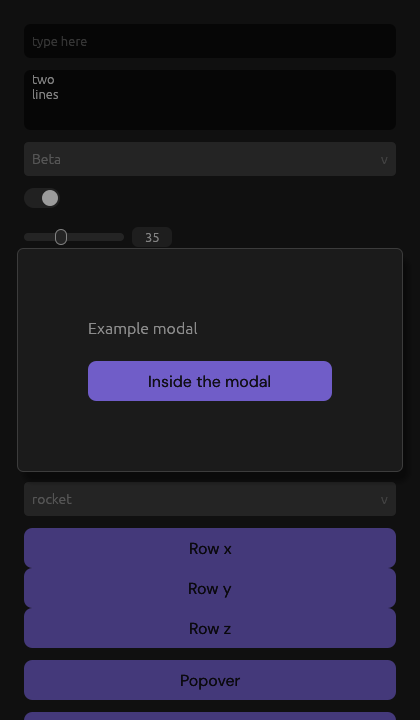 type here
two
lines
Beta v
35
Example modal
Inside the modal
rocket v
Row x
Row y
Row z
Popover